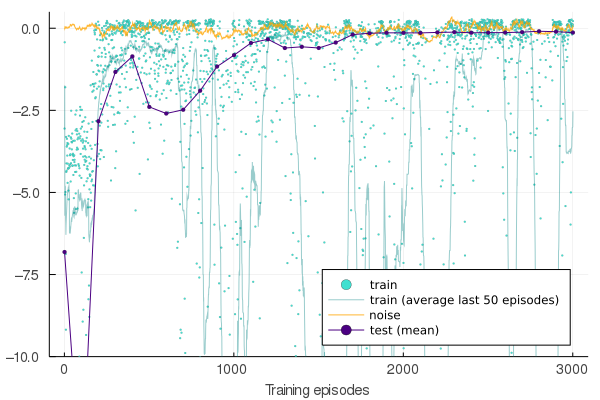 0.0
−2.5
−5.0
−7.5
−10.0
train
train (average last 50 episodes)
noise
test (mean)
0 1000 2000 3000
Training episodes